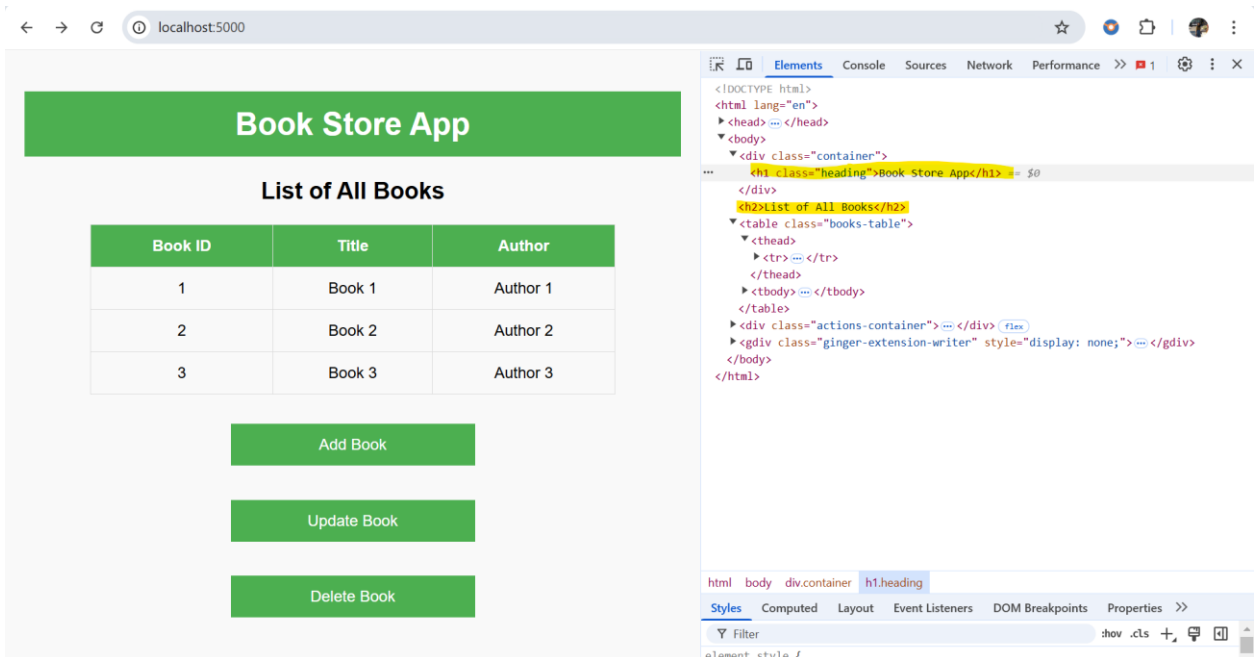 localhost:5000
Book Store App
List of All Books
Book ID Title Author
1 Book 1 Author 1
2 Book 2 Author 2
3 Book 3 Author 3
Add Book
Update Book
Delete Book
Elements Console Sources Network Performance 1
<!DOCTYPE html>
<html lang="en">
<head> … </head>
<body>
<div class="container">
… <h1 class="heading">Book Store App</h1> == $0
</div>
<h2>List of All Books</h2>
<table class="books-table">
<thead>
<tr> … </tr>
</thead>
<tbody> … </tbody>
</table>
<div class="actions-container"> … </div> flex
<gdiv class="ginger-extension-writer" style="display: none;"> … </gdiv>
</body>
</html>
html body div.container h1.heading
Styles Computed Layout Event Listeners DOM Breakpoints Properties
Filter :hov .cls
element.style {